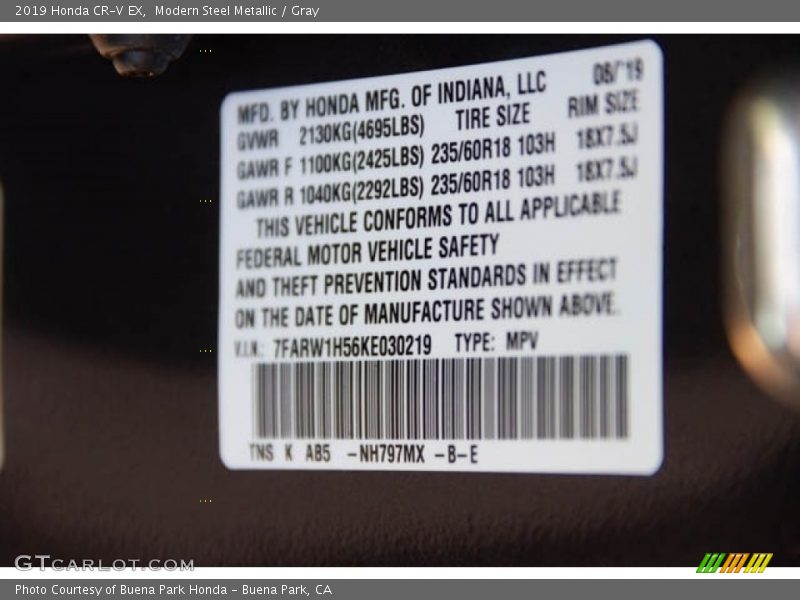 2019 Honda CR-V EX, Modern Steel Metallic / Gray
MFD. BY HONDA MFG. OF INDIANA, LLC 08/'19
GVWR 2130KG(4695LBS) TIRE SIZE RIM SIZE
GAWR F 1100KG(2425LBS) 235/60R18 103H 18X7.5J
GAWR R 1040KG(2292LBS) 235/60R18 103H 18X7.5J
THIS VEHICLE CONFORMS TO ALL APPLICABLE
FEDERAL MOTOR VEHICLE SAFETY
AND THEFT PREVENTION STANDARDS IN EFFECT
ON THE DATE OF MANUFACTURE SHOWN ABOVE.
V.I.N: 7FARW1H56KE030219 TYPE: MPV
TNS K AB5 -NH797MX -B-E
GTCARLOT.COM
Photo Courtesy of Buena Park Honda - Buena Park, CA